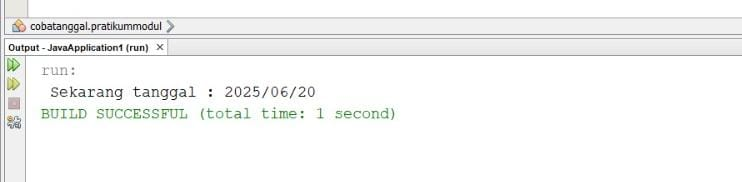 cobatanggal.pratikummodul
Output - JavaApplication1 (run) ×
run:
Sekarang tanggal : 2025/06/20
BUILD SUCCESSFUL (total time: 1 second)